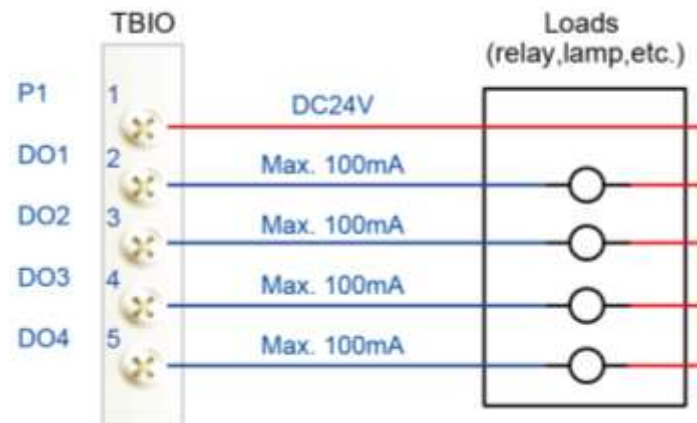 TBIO
Loads
(relay,lamp,etc.)
P1 1 DC24V
DO1 2 Max. 100mA
DO2 3 Max. 100mA
DO3 4 Max. 100mA
DO4 5 Max. 100mA